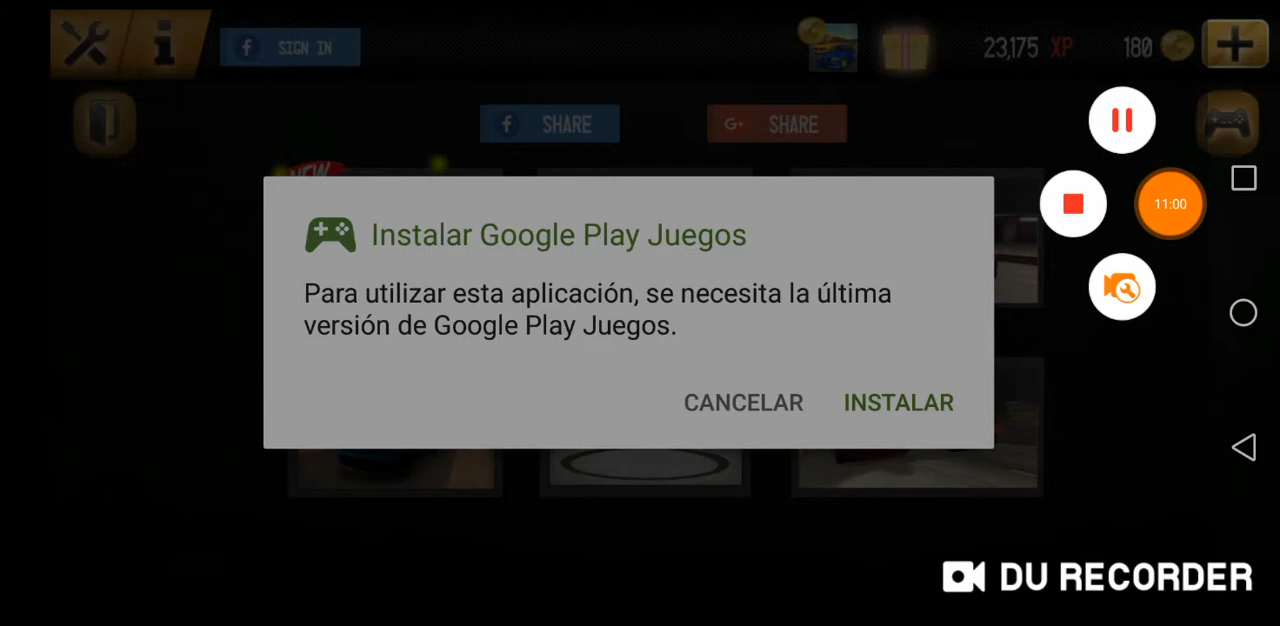 SIGN IN
23,175 XP
180
SHARE
G+ SHARE
NEW
11:00
Instalar Google Play Juegos
Para utilizar esta aplicación, se necesita la última
versión de Google Play Juegos.
CANCELAR INSTALAR
DU RECORDER